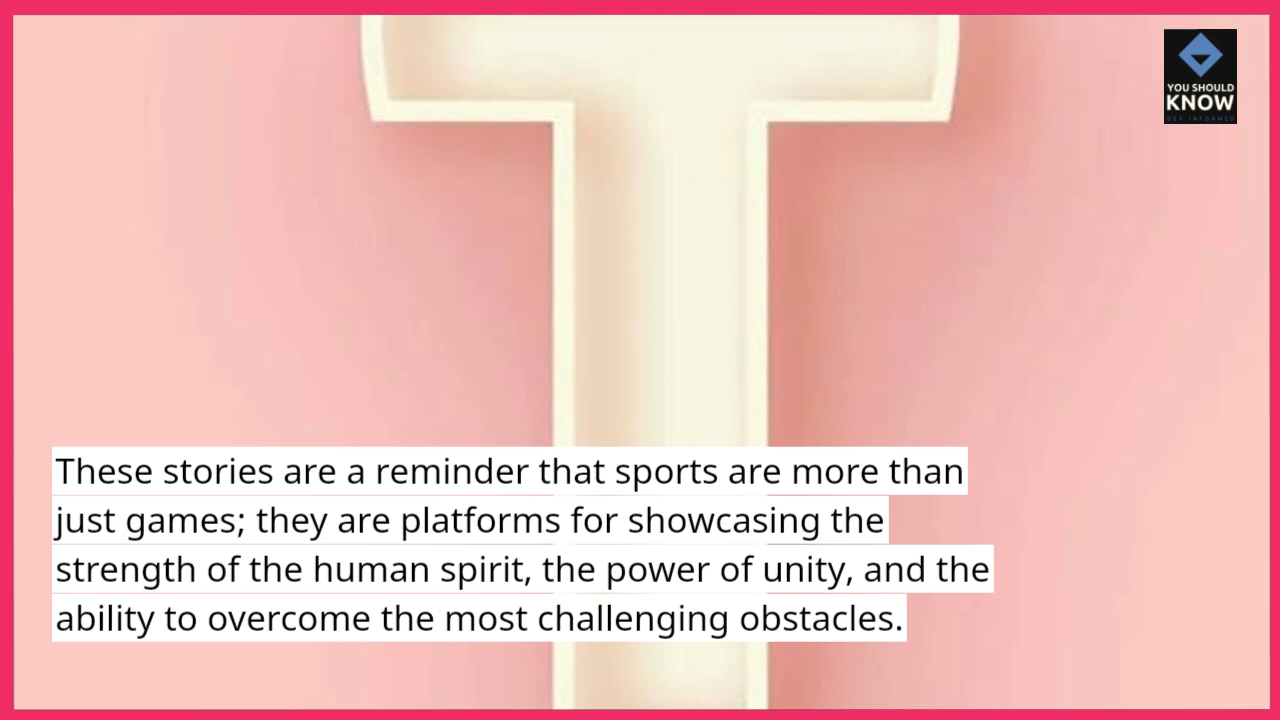 YOU SHOULD
KNOW
GET INFORMED
These stories are a reminder that sports are more than
just games; they are platforms for showcasing the
strength of the human spirit, the power of unity, and the
ability to overcome the most challenging obstacles.